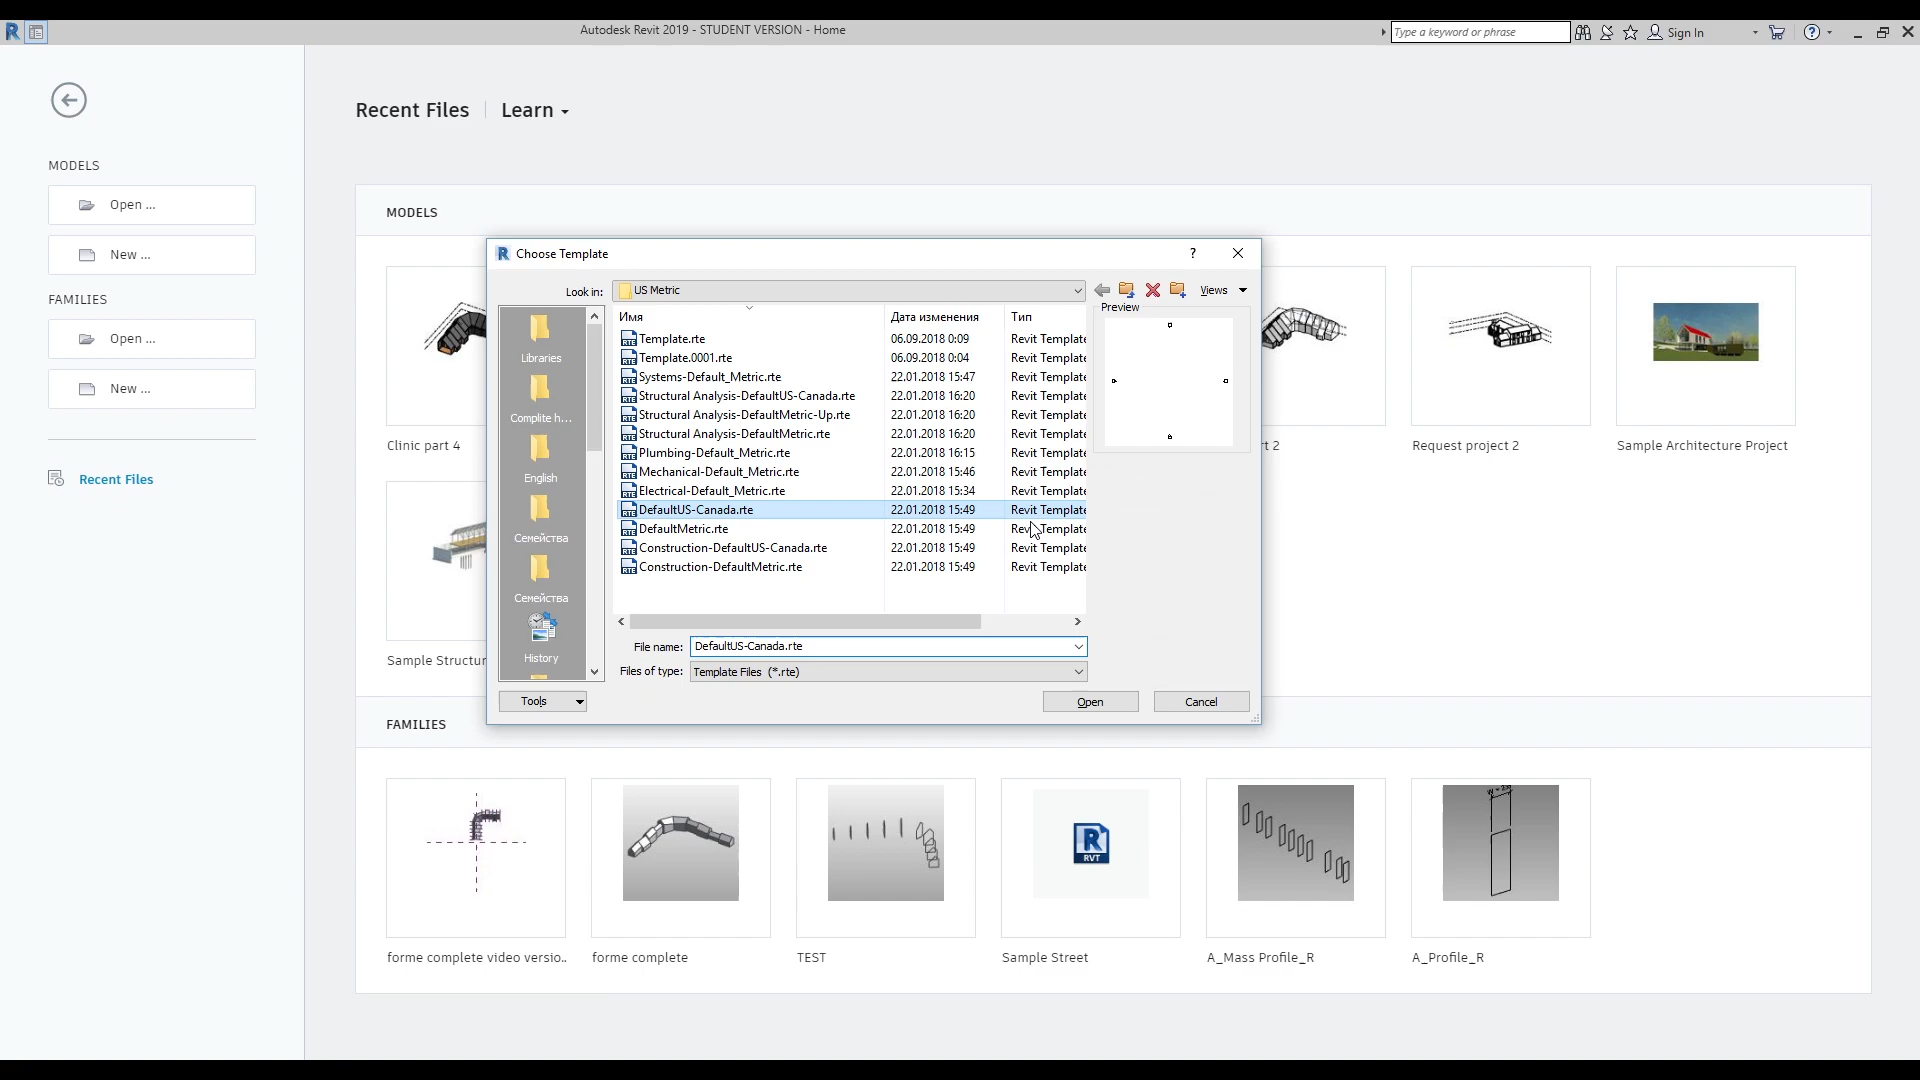 Autodesk Revit 2019 - STUDENT VERSION - Home
Type a keyword or phrase
Sign In
Recent Files
Learn
MODELS
Open ...
New ...
FAMILIES
Open ...
New ...
Recent Files
MODELS
Clinic part 4
Request project 2
Sample Architecture Project
FAMILIES
forme complete video versio..
forme complete
TEST
Sample Street
A_Mass Profile_R
A_Profile_R
RVT
Choose Template
Look in:
US Metric
Views
Preview
Libraries
Complite h...
English
Семейства
Семейства
History
Имя Дата изменения Тип
Template.rte 06.09.2018 0:09 Revit Template
Template.0001.rte 06.09.2018 0:04 Revit Template
Systems-Default_Metric.rte 22.01.2018 15:47 Revit Template
Structural Analysis-DefaultUS-Canada.rte 22.01.2018 16:20 Revit Template
Structural Analysis-DefaultMetric-Up.rte 22.01.2018 16:20 Revit Template
Structural Analysis-DefaultMetric.rte 22.01.2018 16:20 Revit Template
Plumbing-Default_Metric.rte 22.01.2018 16:15 Revit Template
Mechanical-Default_Metric.rte 22.01.2018 15:46 Revit Template
Electrical-Default_Metric.rte 22.01.2018 15:34 Revit Template
DefaultUS-Canada.rte 22.01.2018 15:49 Revit Template
DefaultMetric.rte 22.01.2018 15:49 Revit Template
Construction-DefaultUS-Canada.rte 22.01.2018 15:49 Revit Template
Construction-DefaultMetric.rte 22.01.2018 15:49 Revit Template
File name: DefaultUS-Canada.rte
Files of type: Template Files (*.rte)
Tools
Open
Cancel